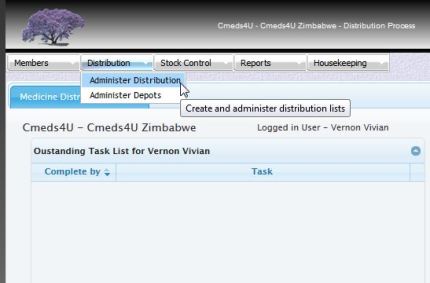 Cmeds4U - Cmeds4U Zimbabwe - Distribution Process
Members Distribution Stock Control Reports Housekeeping
Administer Distribution
Administer Depots
Medicine Distr
Create and administer distribution lists
Cmeds4U – Cmeds4U Zimbabwe Logged in User – Vernon Vivian
Oustanding Task List for Vernon Vivian
Complete by Task